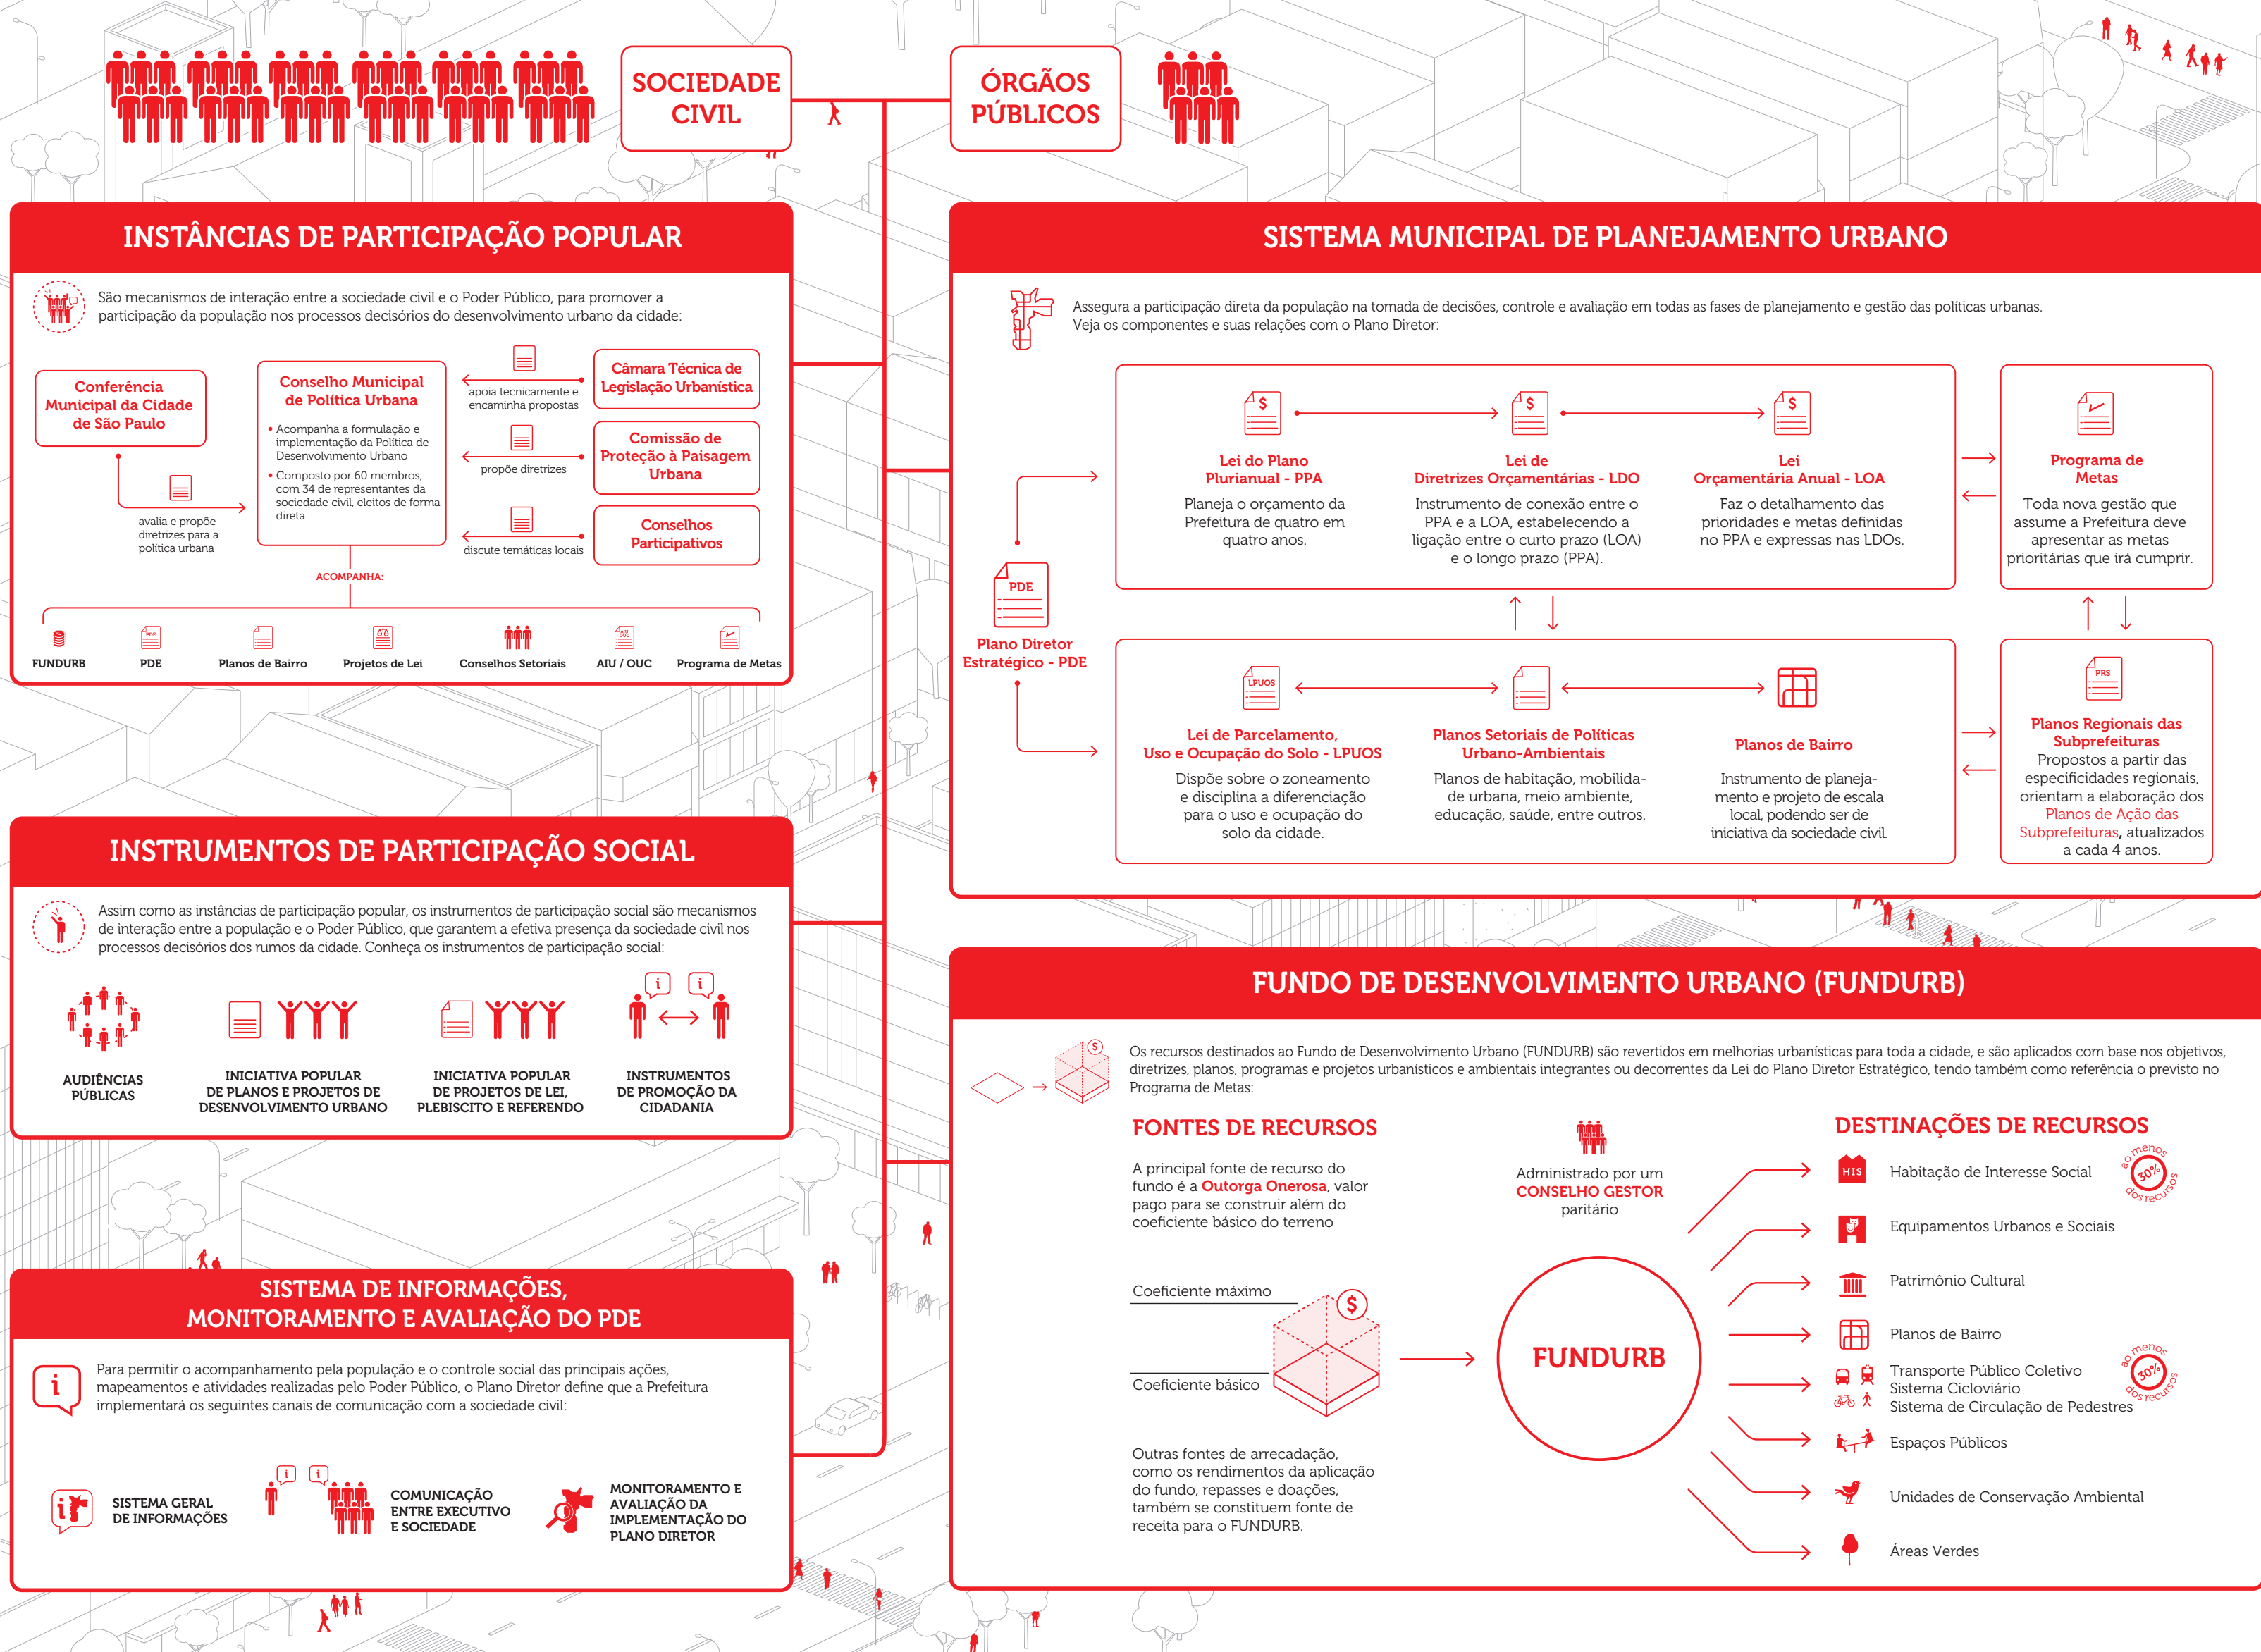 SOCIEDADE
CIVIL
ÓRGÃOS
PÚBLICOS
INSTÂNCIAS DE PARTICIPAÇÃO POPULAR
São mecanismos de interação entre a sociedade civil e o Poder Público, para promover a
participação da população nos processos decisórios do desenvolvimento urbano da cidade:
Conferência
Municipal da Cidade
de São Paulo
avalia e propõe
diretrizes para a
política urbana
Conselho Municipal
de Política Urbana
• Acompanha a formulação e
implementação da Política de
Desenvolvimento Urbano
• Composto por 60 membros,
com 34 de representantes da
sociedade civil, eleitos de forma
direta
apoia tecnicamente e
encaminha propostas
Câmara Técnica de
Legislação Urbanística
propõe diretrizes
Comissão de
Proteção à Paisagem
Urbana
discute temáticas locais
Conselhos
Participativos
ACOMPANHA:
PDE
AIU
OUC
FUNDURB
PDE
Planos de Bairro
Projetos de Lei
Conselhos Setoriais
AIU / OUC
Programa de Metas
INSTRUMENTOS DE PARTICIPAÇÃO SOCIAL
Assim como as instâncias de participação popular, os instrumentos de participação social são mecanismos
de interação entre a população e o Poder Público, que garantem a efetiva presença da sociedade civil nos
processos decisórios dos rumos da cidade. Conheça os instrumentos de participação social:
i i
AUDIÊNCIAS
PÚBLICAS
INICIATIVA POPULAR
DE PLANOS E PROJETOS DE
DESENVOLVIMENTO URBANO
INICIATIVA POPULAR
DE PROJETOS DE LEI,
PLEBISCITO E REFERENDO
INSTRUMENTOS
DE PROMOÇÃO DA
CIDADANIA
SISTEMA DE INFORMAÇÕES,
MONITORAMENTO E AVALIAÇÃO DO PDE
i
Para permitir o acompanhamento pela população e o controle social das principais ações,
mapeamentos e atividades realizadas pelo Poder Público, o Plano Diretor define que a Prefeitura
implementará os seguintes canais de comunicação com a sociedade civil:
i
SISTEMA GERAL
DE INFORMAÇÕES
i i
COMUNICAÇÃO
ENTRE EXECUTIVO
E SOCIEDADE
MONITORAMENTO E
AVALIAÇÃO DA
IMPLEMENTAÇÃO DO
PLANO DIRETOR
SISTEMA MUNICIPAL DE PLANEJAMENTO URBANO
Assegura a participação direta da população na tomada de decisões, controle e avaliação em todas as fases de planejamento e gestão das políticas urbanas.
Veja os componentes e suas relações com o Plano Diretor:
PDE
Plano Diretor
Estratégico - PDE
$
Lei do Plano
Plurianual - PPA
Planeja o orçamento da
Prefeitura de quatro em
quatro anos.
$
Lei de
Diretrizes Orçamentárias - LDO
Instrumento de conexão entre o
PPA e a LOA, estabelecendo a
ligação entre o curto prazo (LOA)
e o longo prazo (PPA).
$
Lei
Orçamentária Anual - LOA
Faz o detalhamento das
prioridades e metas definidas
no PPA e expressas nas LDOs.
Programa de
Metas
Toda nova gestão que
assume a Prefeitura deve
apresentar as metas
prioritárias que irá cumprir.
LPUOS
Lei de Parcelamento,
Uso e Ocupação do Solo - LPUOS
Dispõe sobre o zoneamento
e disciplina a diferenciação
para o uso e ocupação do
solo da cidade.
Planos Setoriais de Políticas
Urbano-Ambientais
Planos de habitação, mobilida-
de urbana, meio ambiente,
educação, saúde, entre outros.
Planos de Bairro
Instrumento de planeja-
mento e projeto de escala
local, podendo ser de
iniciativa da sociedade civil.
PRS
Planos Regionais das
Subprefeituras
Propostos a partir das
especificidades regionais,
orientam a elaboração dos
Planos de Ação das
Subprefeituras, atualizados
a cada 4 anos.
FUNDO DE DESENVOLVIMENTO URBANO (FUNDURB)
$
Os recursos destinados ao Fundo de Desenvolvimento Urbano (FUNDURB) são revertidos em melhorias urbanísticas para toda a cidade, e são aplicados com base nos objetivos,
diretrizes, planos, programas e projetos urbanísticos e ambientais integrantes ou decorrentes da Lei do Plano Diretor Estratégico, tendo também como referência o previsto no
Programa de Metas:
FONTES DE RECURSOS
A principal fonte de recurso do
fundo é a Outorga Onerosa, valor
pago para se construir além do
coeficiente básico do terreno
Coeficiente máximo
$
Coeficiente básico
Outras fontes de arrecadação,
como os rendimentos da aplicação
do fundo, repasses e doações,
também se constituem fonte de
receita para o FUNDURB.
Administrado por um
CONSELHO GESTOR
paritário
FUNDURB
DESTINAÇÕES DE RECURSOS
HIS
Habitação de Interesse Social
ao menos
30%
dos recursos
Equipamentos Urbanos e Sociais
Patrimônio Cultural
Planos de Bairro
Transporte Público Coletivo
Sistema Cicloviário
Sistema de Circulação de Pedestres
ao menos
30%
dos recursos
Espaços Públicos
Unidades de Conservação Ambiental
Áreas Verdes